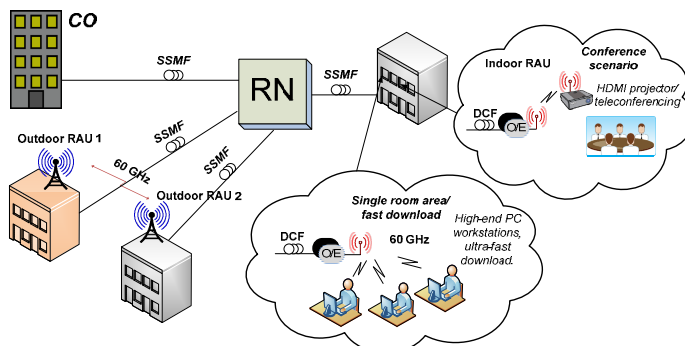 CO
SSMF
RN
SSMF
SSMF
SSMF
Outdoor RAU 1
60 GHz
Outdoor RAU 2
Indoor RAU
Conference
scenario
HDMI projector/
teleconferencing
DCF
O/E
Single room area/
fast download
High-end PC
workstations,
ultra-fast
download.
DCF
O/E
60 GHz